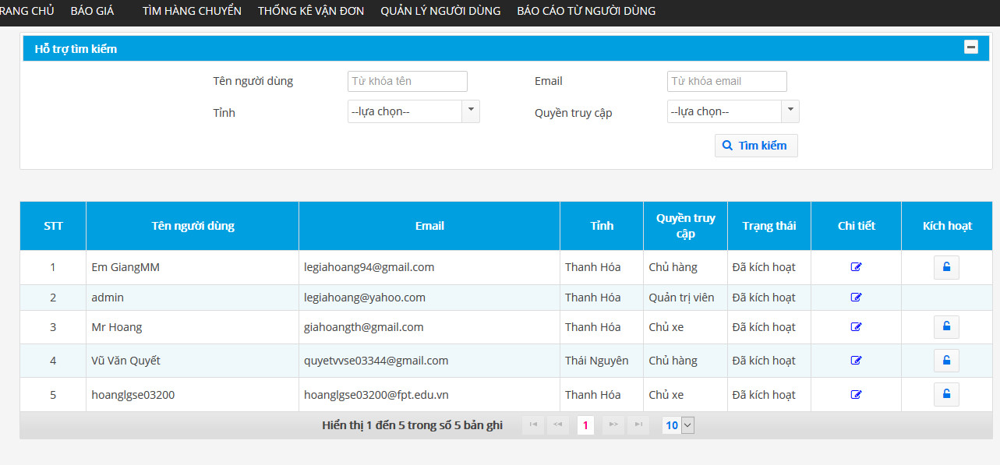 RANG CHỦ BÁO GIÁ TÌM HÀNG CHUYỂN THỐNG KÊ VẬN ĐƠN QUẢN LÝ NGƯỜI DÙNG BÁO CÁO TỪ NGƯỜI DÙNG
Hỗ trợ tìm kiếm
Tên người dùng Từ khóa tên Email Từ khóa email
Tỉnh --lựa chọn-- Quyền truy cập --lựa chọn--
Tìm kiếm
STT Tên người dùng Email Tỉnh Quyền truy cập Trạng thái Chi tiết Kích hoạt
1 Em GiangMM legiahoang94@gmail.com Thanh Hóa Chủ hàng Đã kích hoạt
2 admin legiahoang@yahoo.com Thanh Hóa Quản trị viên Đã kích hoạt
3 Mr Hoang giahoangth@gmail.com Thanh Hóa Chủ xe Đã kích hoạt
4 Vũ Văn Quyết quyetvvse03344@gmail.com Thái Nguyên Chủ hàng Đã kích hoạt
5 hoanglgse03200 hoanglgse03200@fpt.edu.vn Thanh Hóa Chủ xe Đã kích hoạt
Hiển thị 1 đến 5 trong số 5 bản ghi 1 10